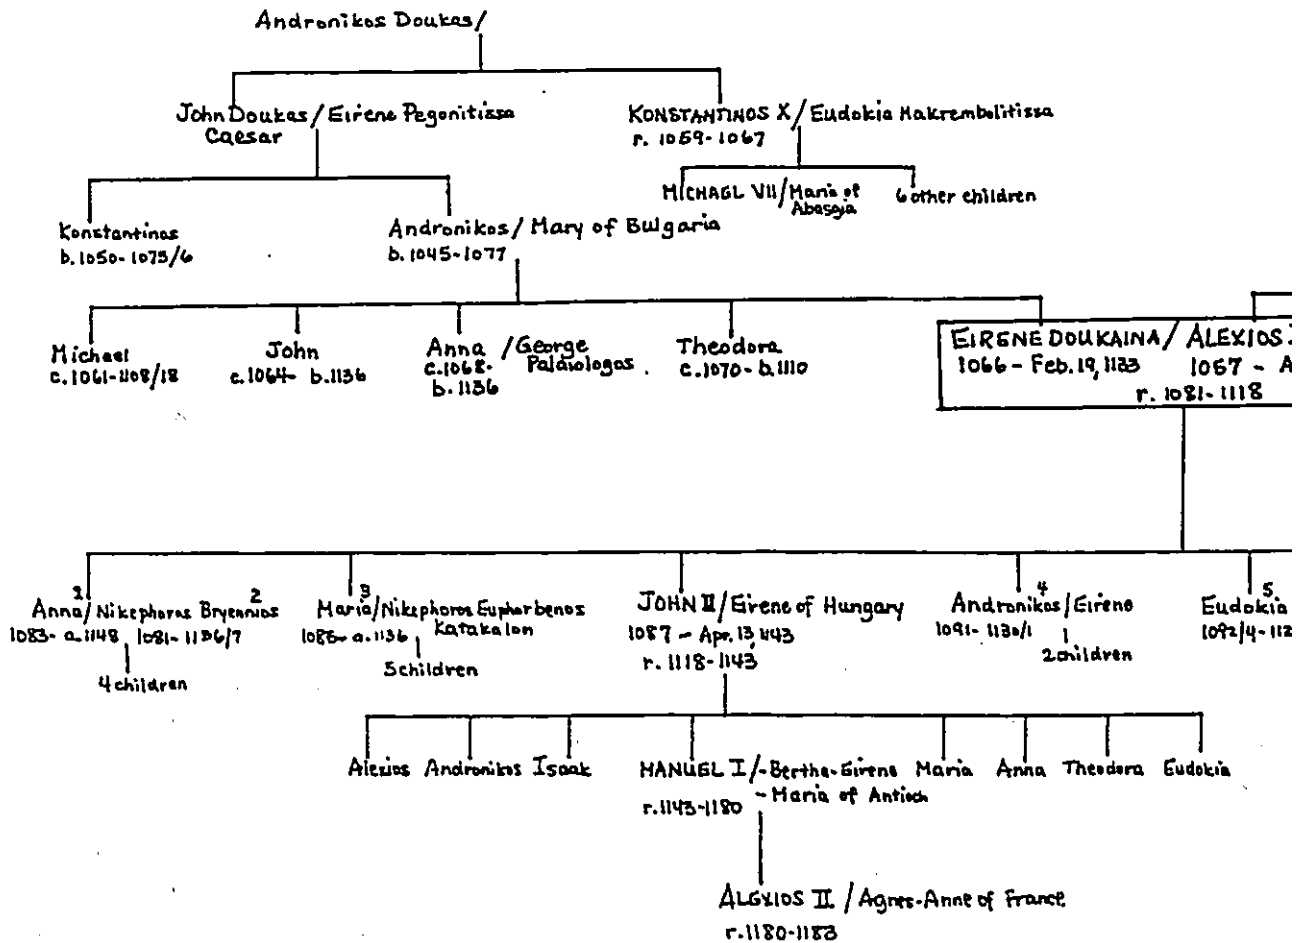 Andronikos Doukas/
John Doukas / Eirene Pegonitissa
Caesar
KONSTANTINOS X / Eudokia Makrembolitissa
r. 1059-1067
MICHAEL VII / Maria of
Abasgia
6 other children
Konstantinos
b. 1050-1075/6
Andronikos / Mary of Bulgaria
b. 1045-1077
Michael
c. 1061-1108/18
John
c. 1064- b. 1136
Anna / George
Palaiologos
c. 1068-
b. 1136
Theodora
c. 1070- b. 1110
EIRENE DOUKAINA / ALEXIOS
1066 - Feb. 19, 1133 1057 - A
r. 1081-1118
1 2
Anna / Nikephoros Bryennios
1083- a. 1148 1081-1136/7
4 children
3
Maria / Nikephoros Euphorbenos
Katakalon
1085- a. 1136
5 children
JOHN II / Eirene of Hungary
1087 - Apr. 13 1143
r. 1118-1143
4
Andronikos / Eirene
1091-1130/1
2 children
5
Eudokia
1092/4-112
Alexios Andronikos Isaak
MANUEL I / -Bertha-Eirene
-Maria of Antioch
r. 1143-1180
Maria Anna Theodora Eudokia
ALEXIOS II / Agnes-Anne of France
r. 1180-1183